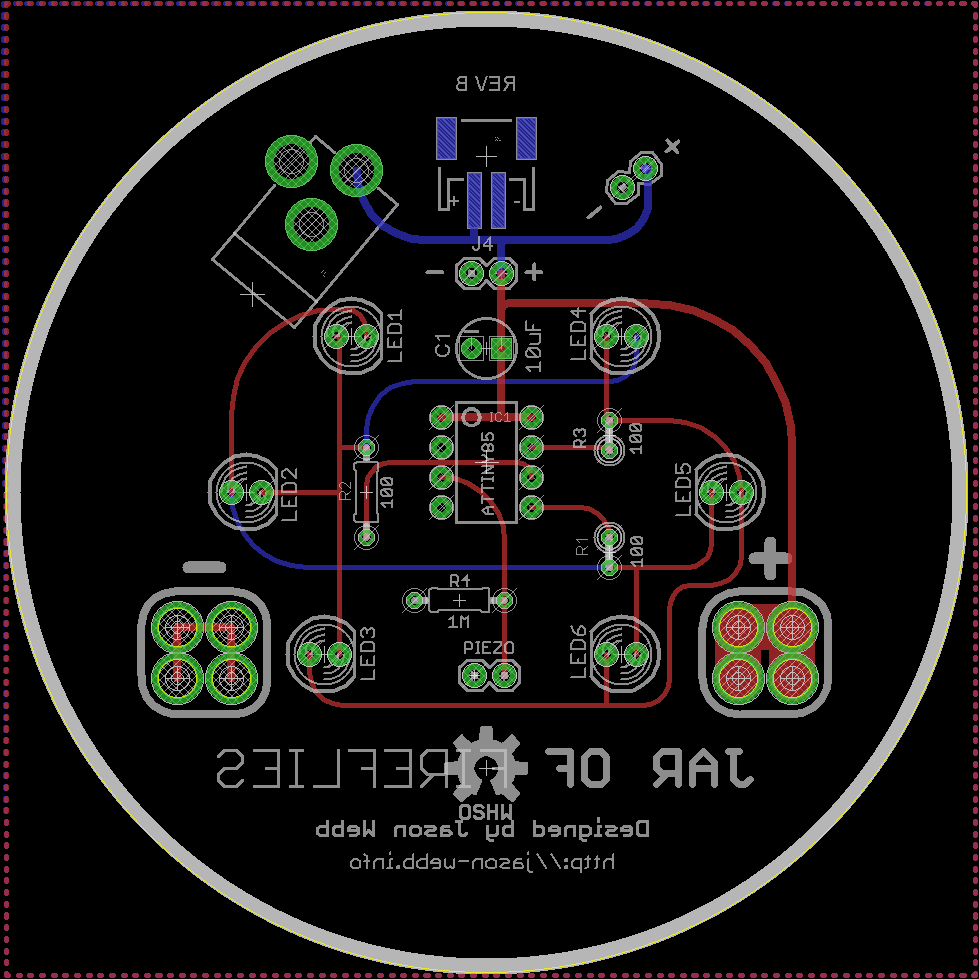 REV B
+
+ -
-
J4
- +
LED1
C1
10uF
LED4
IC1
ATTINY85
R3
100
R2
100
LED2
LED5
R1
100
- +
R4
1M
LED3
PIEZO
LED6
JAR OF FIREFLIES
OSHW
Designed by Jason Webb
http://jason-webb.info